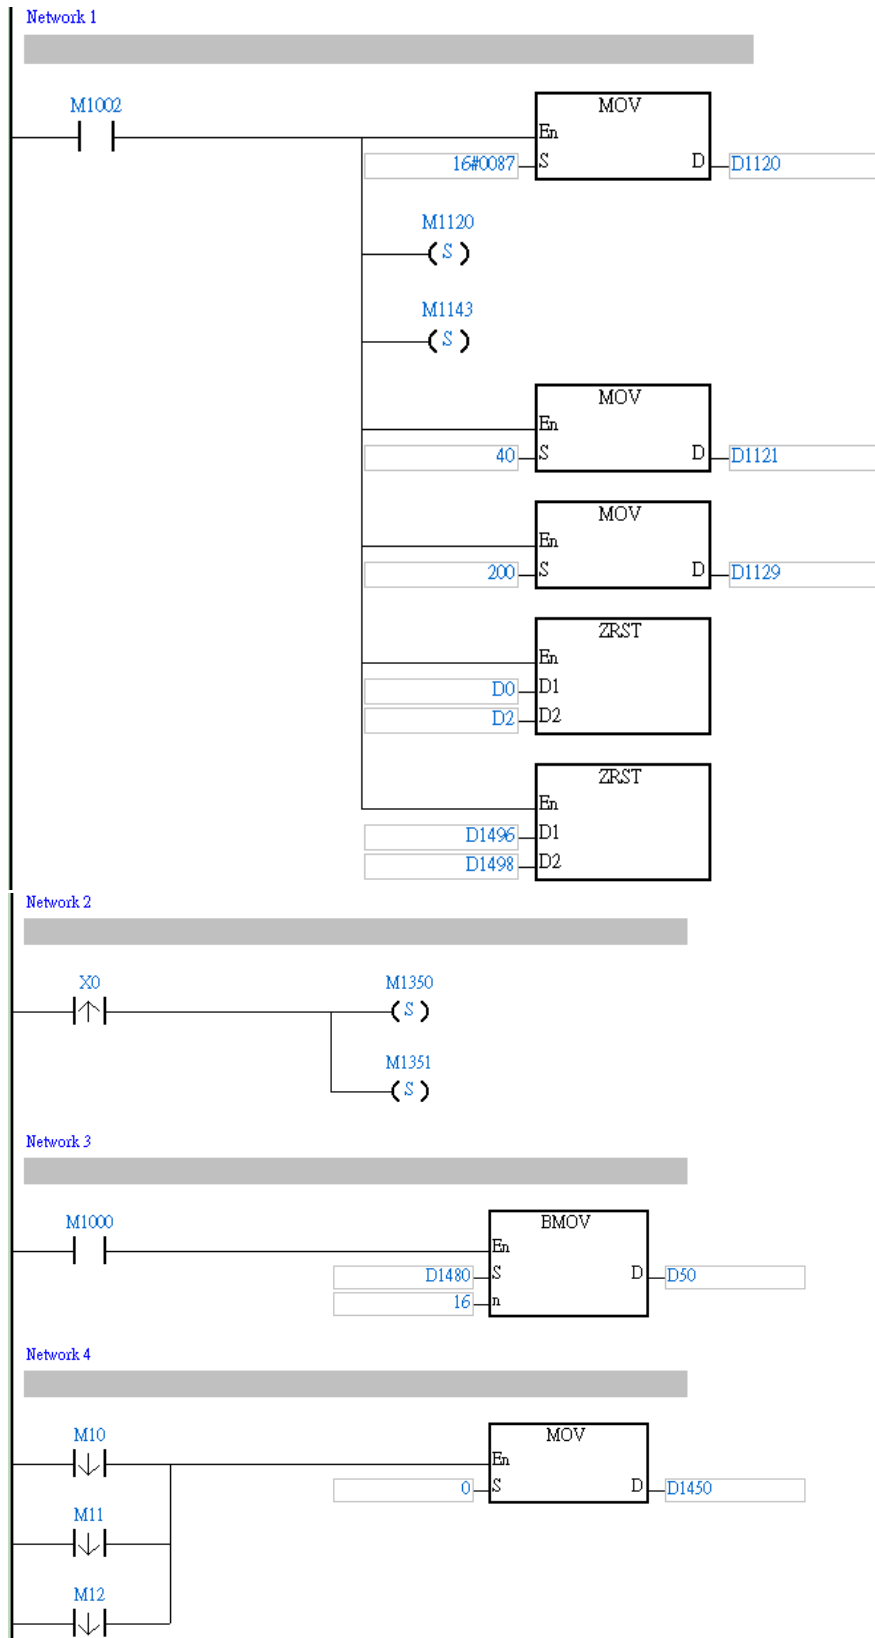 Network 1
M1002
MOV
En
16#0087 S D D1120
M1120
S
M1143
S
MOV
En
40 S D D1121
MOV
En
200 S D D1129
ZRST
En
D0 D1
D2 D2
ZRST
En
D1496 D1
D1498 D2
Network 2
X0 M1350
S
M1351
S
Network 3
M1000 BMOV
En
D1480 S D D50
16 n
Network 4
M10 MOV
En
0 S D D1450
M11
M12